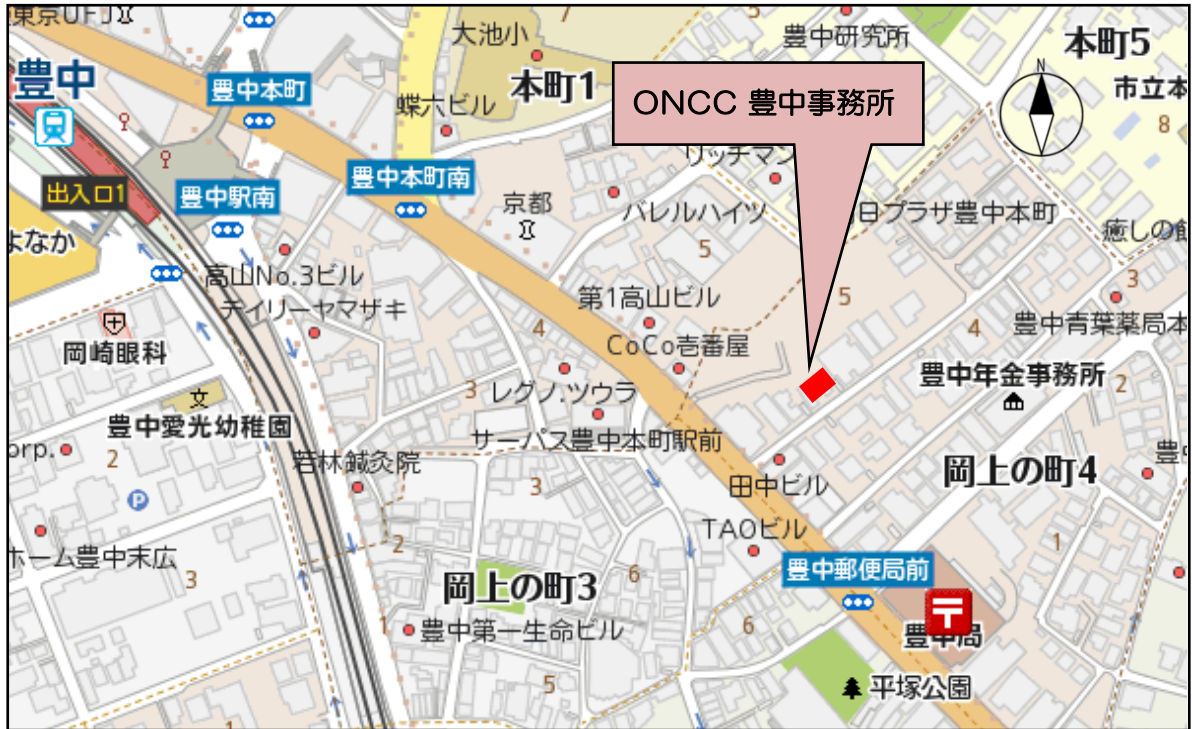 東京UFJ
大池小
7
5
豊中研究所
本町5
豊中
豊中本町
本町1
蝶六ビル
ONCC 豊中事務所
N
市立本
8
リッチマン
出入口1
豊中駅南
豊中本町南
京都
バレルハイツ
日プラザ豊中本町
癒しの館
よなか
5
3
高山No.3ビル
デイリーヤマザキ
第1高山ビル
5
4
豊中青葉薬局本
岡崎眼科
4
CoCo壱番屋
豊中年金事務所
2
文
3
レグノ.ツウラ
豊中愛光幼稚園
サーパス豊中本町駅前
orp.
2
若林鍼灸院
岡上の町4
豊中
P
3
田中ビル
TAOビル
ホーム豊中末広
2
1
3
岡上の町3
6
豊中郵便局前
〒
1
豊中第一生命ビル
6
豊中局
5
平塚公園
1